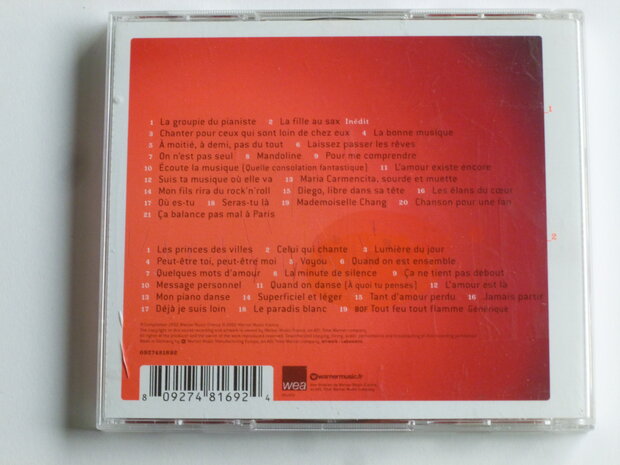 1 La groupie du pianiste 2 La fille au sax Inédit
_1
3 Chanter pour ceux qui sont loin de chez eux 4 La bonne musique
5 À moitié, à demi, pas du tout 6 Laissez passer les rêves
7 On n'est pas seul 8 Mandoline 9 Pour me comprendre
10 Écoute la musique (Quelle consolation fantastique) 11 L'amour existe encore
12 Suis ta musique où elle va 13 Maria Carmencita, sourde et muette
14 Mon fils rira du rock'n'roll 15 Diego, libre dans sa tête 16 Les élans du cœur
17 Où es-tu 18 Seras-tu là 19 Mademoiselle Chang 20 Chanson pour une fan
21 Ça balance pas mal à Paris
_2
1 Les princes des villes 2 Celui qui chante 3 Lumière du jour
4 Peut-être toi, peut-être moi 5 Voyou 6 Quand on est ensemble
7 Quelques mots d'amour 8 La minute de silence 9 Ça ne tient pas debout
10 Message personnel 11 Quand on danse (À quoi tu penses) 12 L'amour est là
13 Mon piano danse 14 Superficiel et léger 15 Tant d'amour perdu 16 Jamais partir
17 Déjà je suis loin 18 Le paradis blanc 19 BOF Tout feu tout flamme Générique
0927481692
wea
warnermusic.fr
8 09274 81692 4